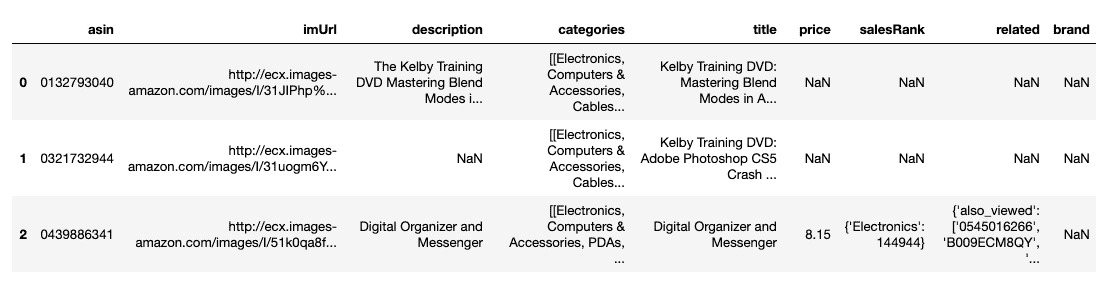 asin imUrl description categories title price salesRank related brand
0 0132793040 http://ecx.images-amazon.com/images/I/31JIPhp%... The Kelby Training DVD Mastering Blend Modes i... [[Electronics, Computers & Accessories, Cables... Kelby Training DVD: Mastering Blend Modes in A... NaN NaN NaN NaN
1 0321732944 http://ecx.images-amazon.com/images/I/31uogm6Y... NaN [[Electronics, Computers & Accessories, Cables... Kelby Training DVD: Adobe Photoshop CS5 Crash ... NaN NaN NaN NaN
2 0439886341 http://ecx.images-amazon.com/images/I/51k0qa8f... Digital Organizer and Messenger [[Electronics, Computers & Accessories, PDAs, ... Digital Organizer and Messenger 8.15 {'Electronics': 144944} {'also_viewed': ['0545016266', 'B009ECM8QY', '... NaN